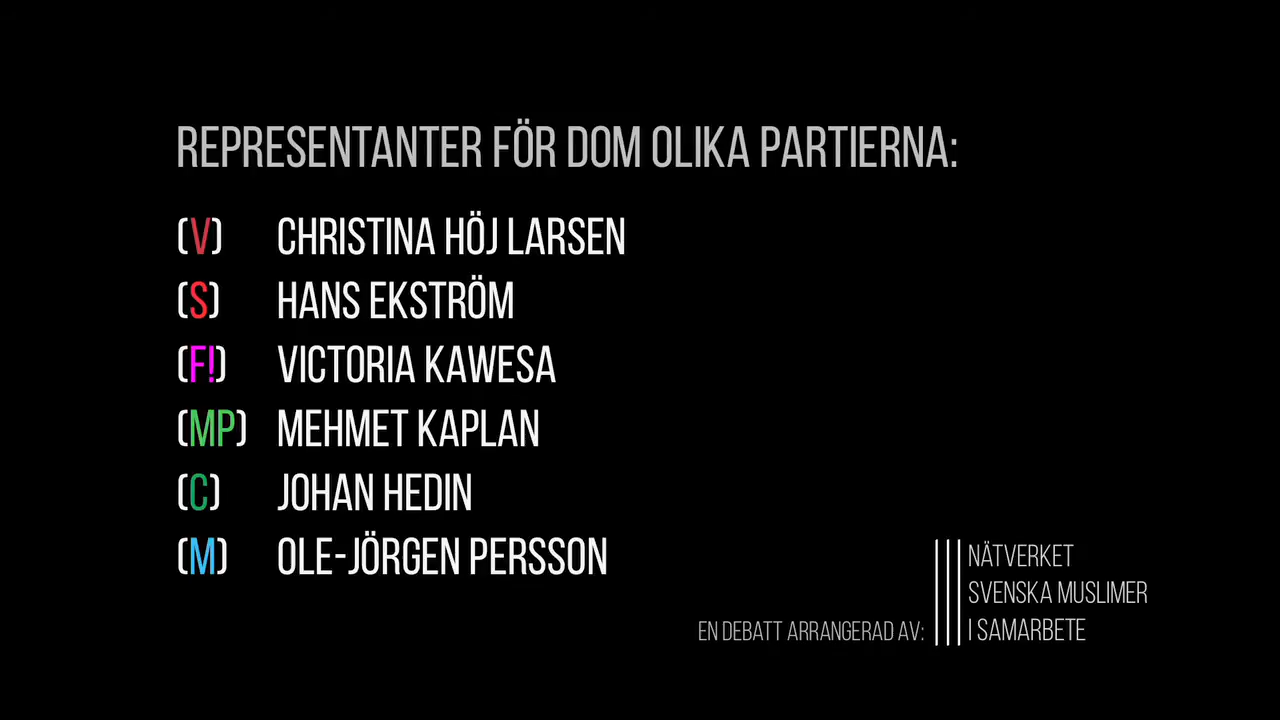 REPRESENTANTER FÖR DOM OLIKA PARTIERNA:
(V) CHRISTINA HÖJ LARSEN
(S) HANS EKSTRÖM
(F!) VICTORIA KAWESA
(MP) MEHMET KAPLAN
(C) JOHAN HEDIN
(M) OLE-JÖRGEN PERSSON
EN DEBATT ARRANGERAD AV:
NÄTVERKET
SVENSKA MUSLIMER
I SAMARBETE